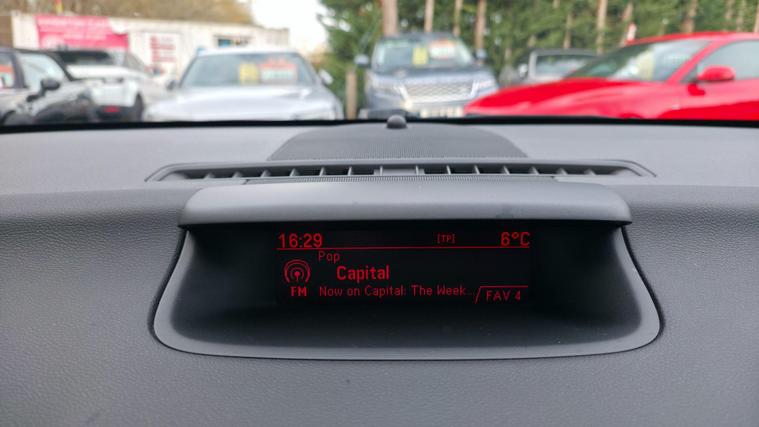 16:29 [TP] 6°C
Pop
Capital
FM Now on Capital: The Week... FAV 4